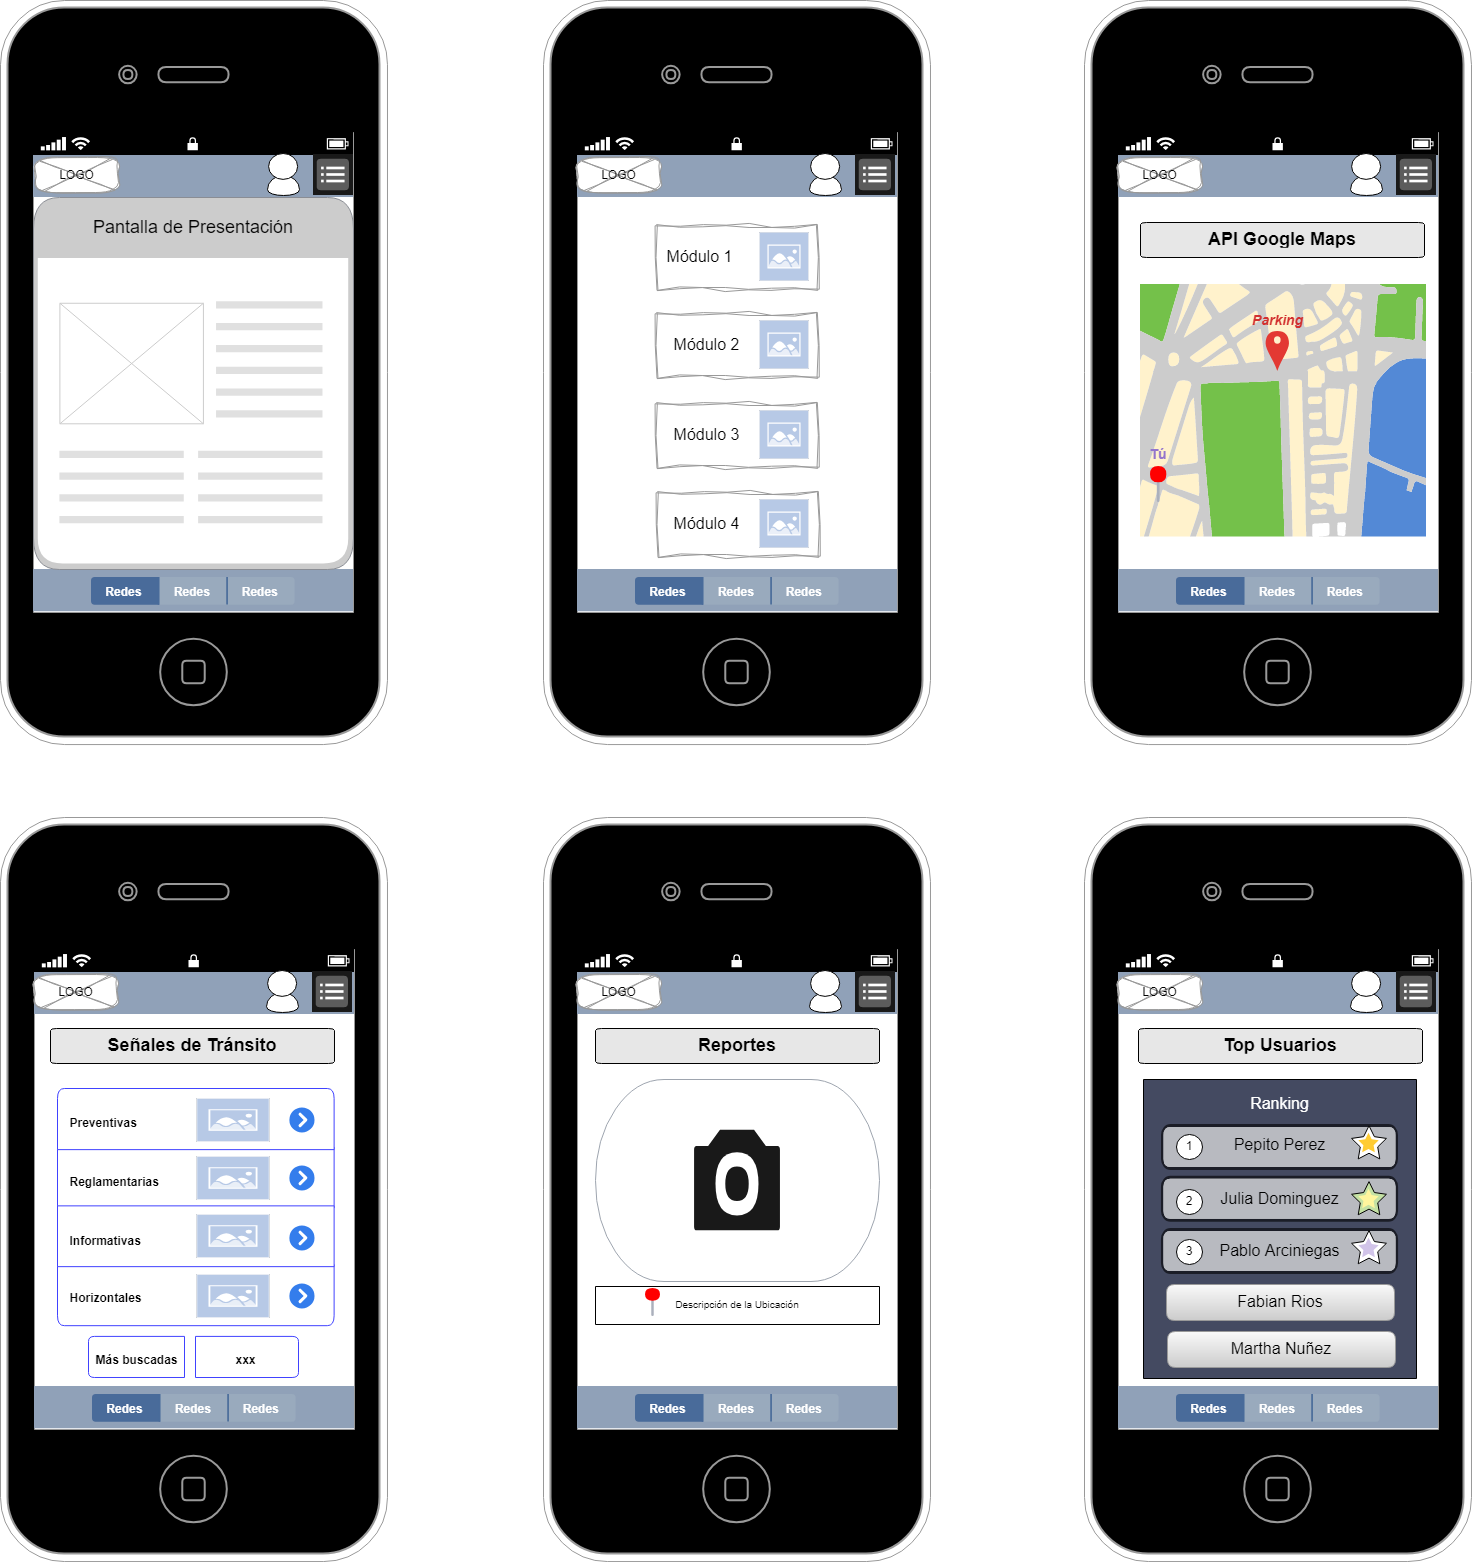 LOGO
Pantalla de Presentación
Redes Redes Redes
LOGO
Módulo 1
Módulo 2
Módulo 3
Módulo 4
Redes Redes Redes
LOGO
API Google Maps
Parking
Tú
Redes Redes Redes
LOGO
Señales de Tránsito
Preventivas
Reglamentarias
Informativas
Horizontales
Más buscadas xxx
Redes Redes Redes
LOGO
Reportes
Descripción de la Ubicación
Redes Redes Redes
LOGO
Top Usuarios
Ranking
1 Pepito Perez
2 Julia Dominguez
3 Pablo Arciniegas
Fabian Rios
Martha Nuñez
Redes Redes Redes